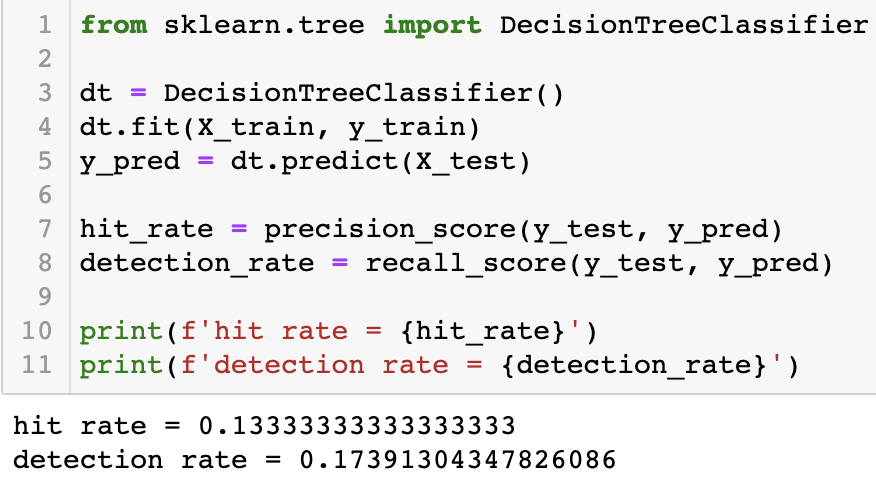 1 from sklearn.tree import DecisionTreeClassifier
2
3 dt = DecisionTreeClassifier()
4 dt.fit(X_train, y_train)
5 y_pred = dt.predict(X_test)
6
7 hit_rate = precision_score(y_test, y_pred)
8 detection_rate = recall_score(y_test, y_pred)
9
10 print(f'hit rate = {hit_rate}')
11 print(f'detection rate = {detection_rate}')
hit rate = 0.13333333333333333
detection rate = 0.17391304347826086